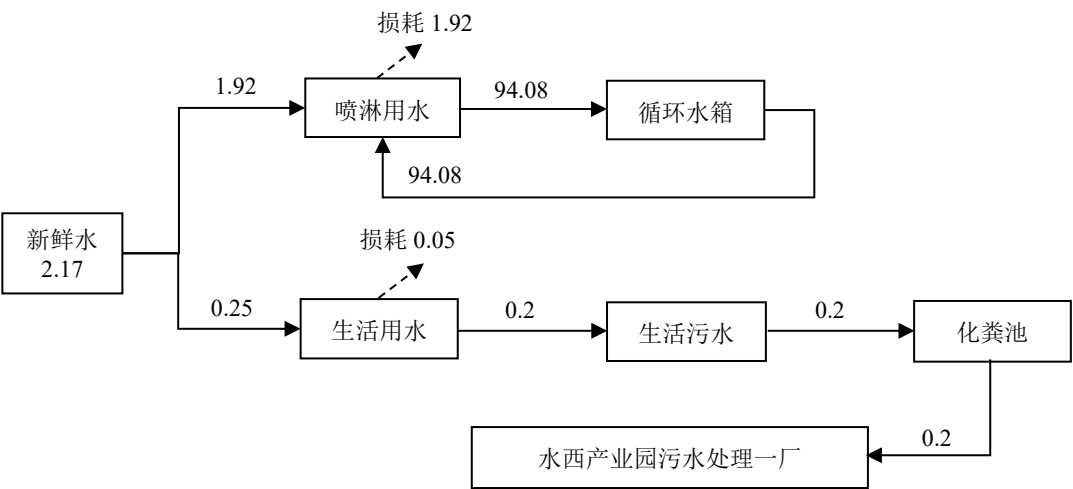 损耗 1.92
1.92
喷淋用水
94.08
循环水箱
94.08
新鲜水
2.17
损耗 0.05
0.25
生活用水
0.2
生活污水
0.2
化粪池
0.2
水西产业园污水处理一厂